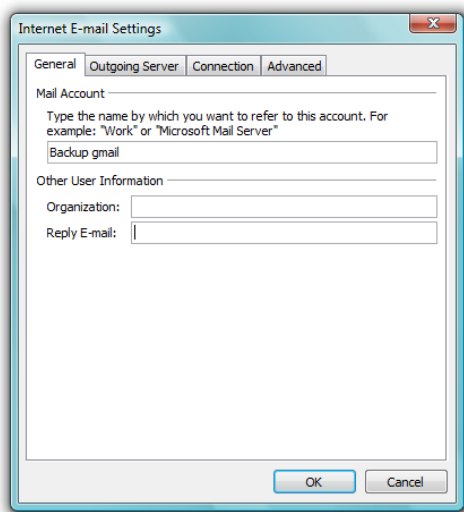 Internet E-mail Settings
General Outgoing Server Connection Advanced
Mail Account
Type the name by which you want to refer to this account. For
example: "Work" or "Microsoft Mail Server"
Backup gmail
Other User Information
Organization:
Reply E-mail:
OK Cancel